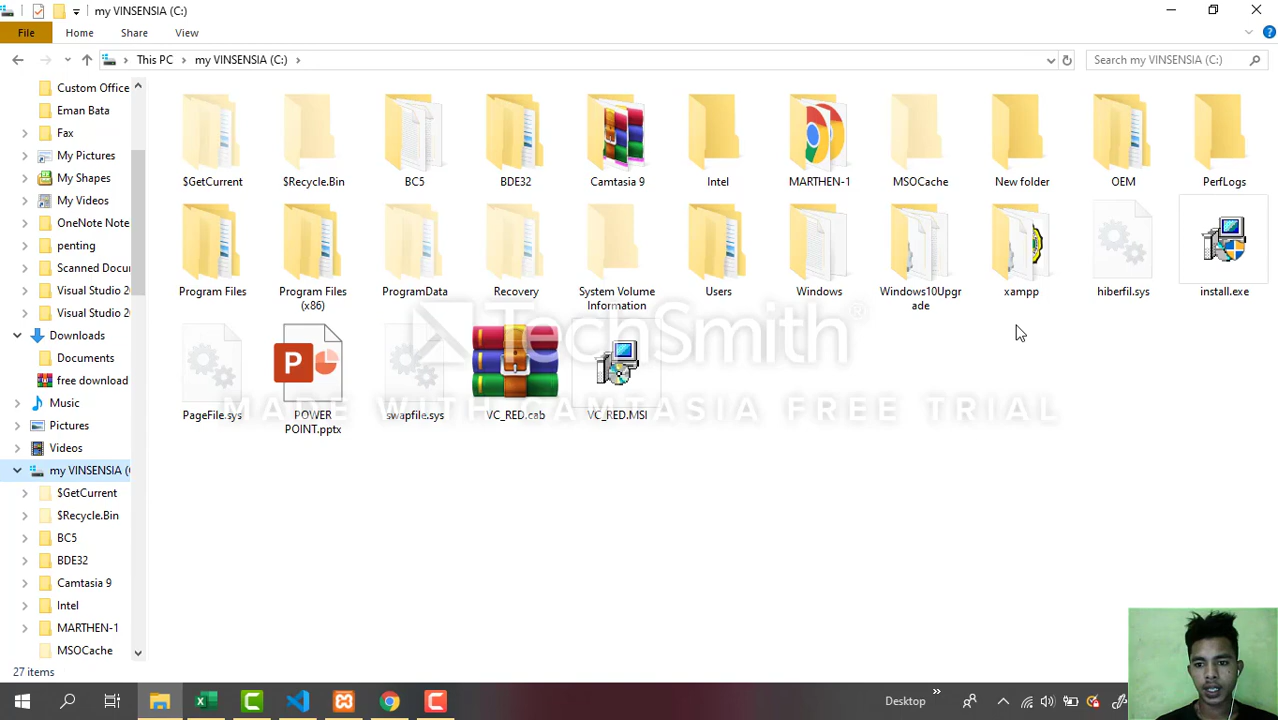 my VINSENSIA (C:)
File Home Share View
This PC my VINSENSIA (C:)
Search my VINSENSIA (C:)
Custom Office
Eman Bata
Fax
My Pictures
My Shapes
My Videos
OneNote Note
penting
Scanned Docu
Visual Studio 2
Visual Studio 2
Downloads
Documents
free download
Music
Pictures
Videos
my VINSENSIA (
$GetCurrent
$Recycle.Bin
BC5
BDE32
Camtasia 9
Intel
MARTHEN-1
MSOCache
$GetCurrent $Recycle.Bin BC5 BDE32 Camtasia 9 Intel MARTHEN-1 MSOCache New folder OEM PerfLogs
Program Files Program Files (x86) ProgramData Recovery System Volume Information Users Windows Windows10Upgrade xampp hiberfil.sys install.exe
PageFile.sys POWER POINT.pptx swapfile.sys VC_RED.cab VC_RED.MSI
TechSmith®
MADE WITH CAMTASIA FREE TRIAL
27 items
Desktop